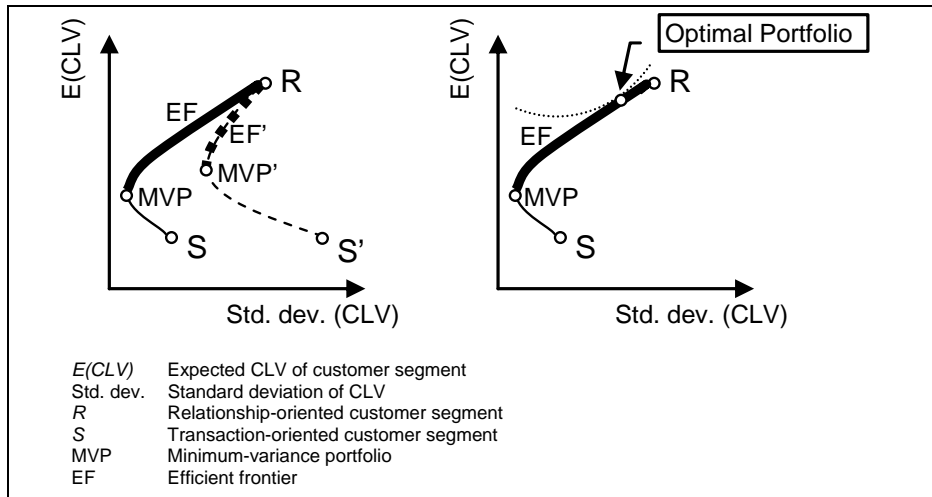 E(CLV)
R
EF
EF'
MVP'
MVP
S
S'
Std. dev. (CLV)
Optimal Portfolio
E(CLV)
R
EF
MVP
S
Std. dev. (CLV)
E(CLV) Expected CLV of customer segment
Std. dev. Standard deviation of CLV
R Relationship-oriented customer segment
S Transaction-oriented customer segment
MVP Minimum-variance portfolio
EF Efficient frontier